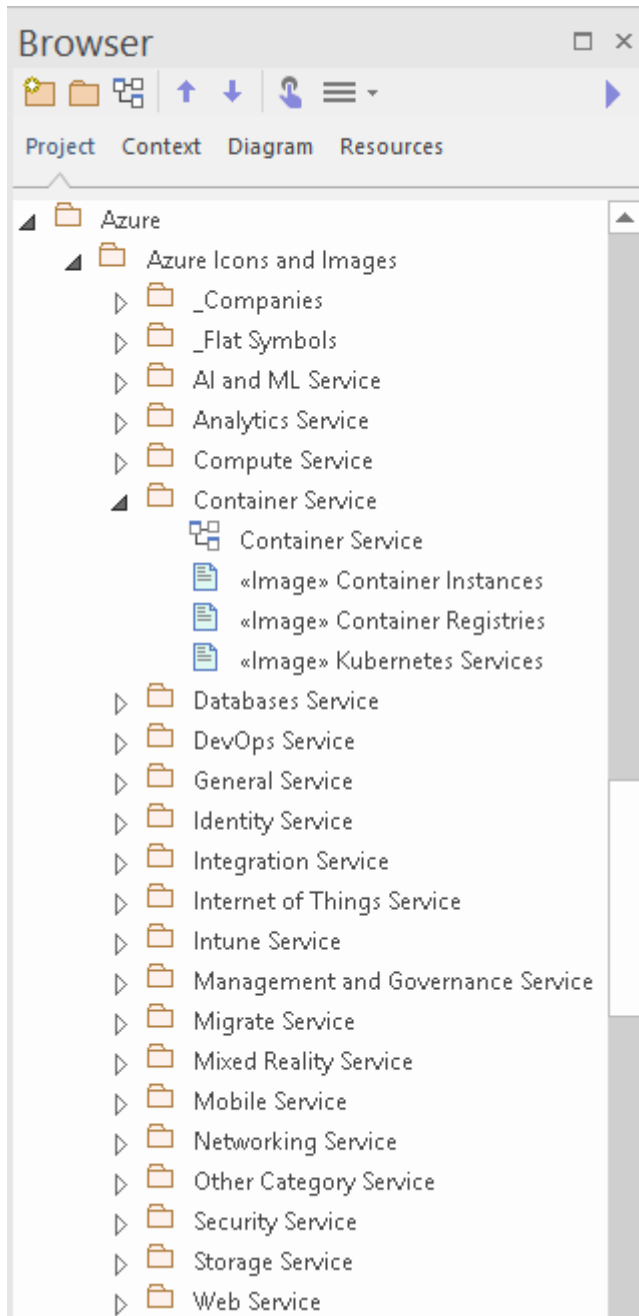 Browser
Project Context Diagram Resources
Azure
Azure Icons and Images
_Companies
_Flat Symbols
AI and ML Service
Analytics Service
Compute Service
Container Service
Container Service
«Image» Container Instances
«Image» Container Registries
«Image» Kubernetes Services
Databases Service
DevOps Service
General Service
Identity Service
Integration Service
Internet of Things Service
Intune Service
Management and Governance Service
Migrate Service
Mixed Reality Service
Mobile Service
Networking Service
Other Category Service
Security Service
Storage Service
Web Service